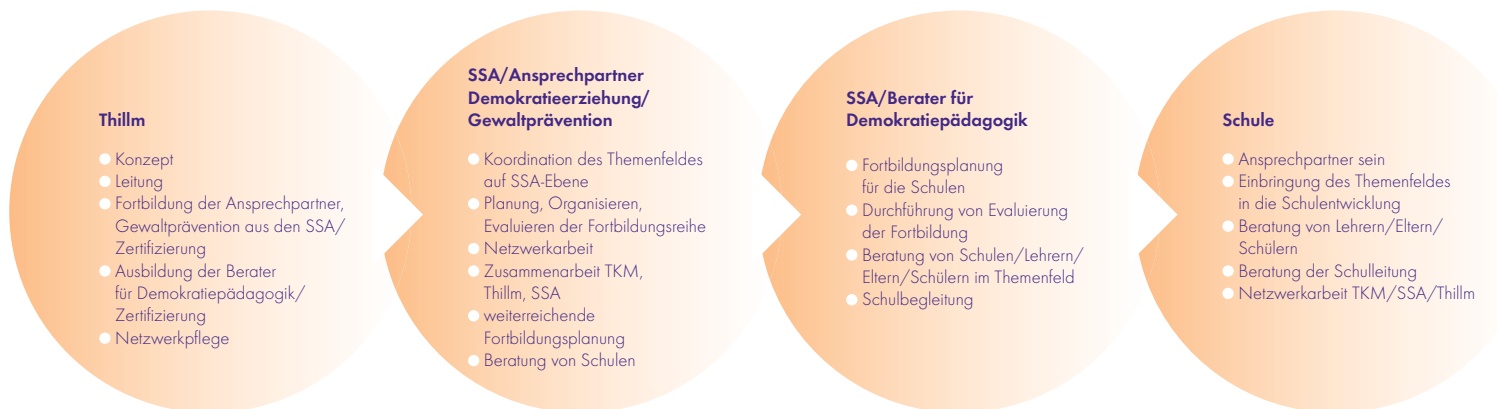 Thillm
Konzept
Leitung
Fortbildung der Ansprechpartner,
Gewaltprävention aus den SSA/
Zertifizierung
Ausbildung der Berater
für Demokratiepädagogik/
Zertifizierung
Netzwerkpflege
SSA/Ansprechpartner
Demokratieerziehung/
Gewaltprävention
Koordination des Themenfeldes
auf SSA-Ebene
Planung, Organisieren,
Evaluieren der Fortbildungsreihe
Netzwerkarbeit
Zusammenarbeit TKM,
Thillm, SSA
weiterreichende
Fortbildungsplanung
Beratung von Schulen
SSA/Berater für
Demokratiepädagogik
Fortbildungsplanung
für die Schulen
Durchführung von Evaluierung
der Fortbildung
Beratung von Schulen/Lehrern/
Eltern/Schülern im Themenfeld
Schulbegleitung
Schule
Ansprechpartner sein
Einbringung des Themenfeldes
in die Schulentwicklung
Beratung von Lehrern/Eltern/
Schülern
Beratung der Schulleitung
Netzwerkarbeit TKM/SSA/Thillm